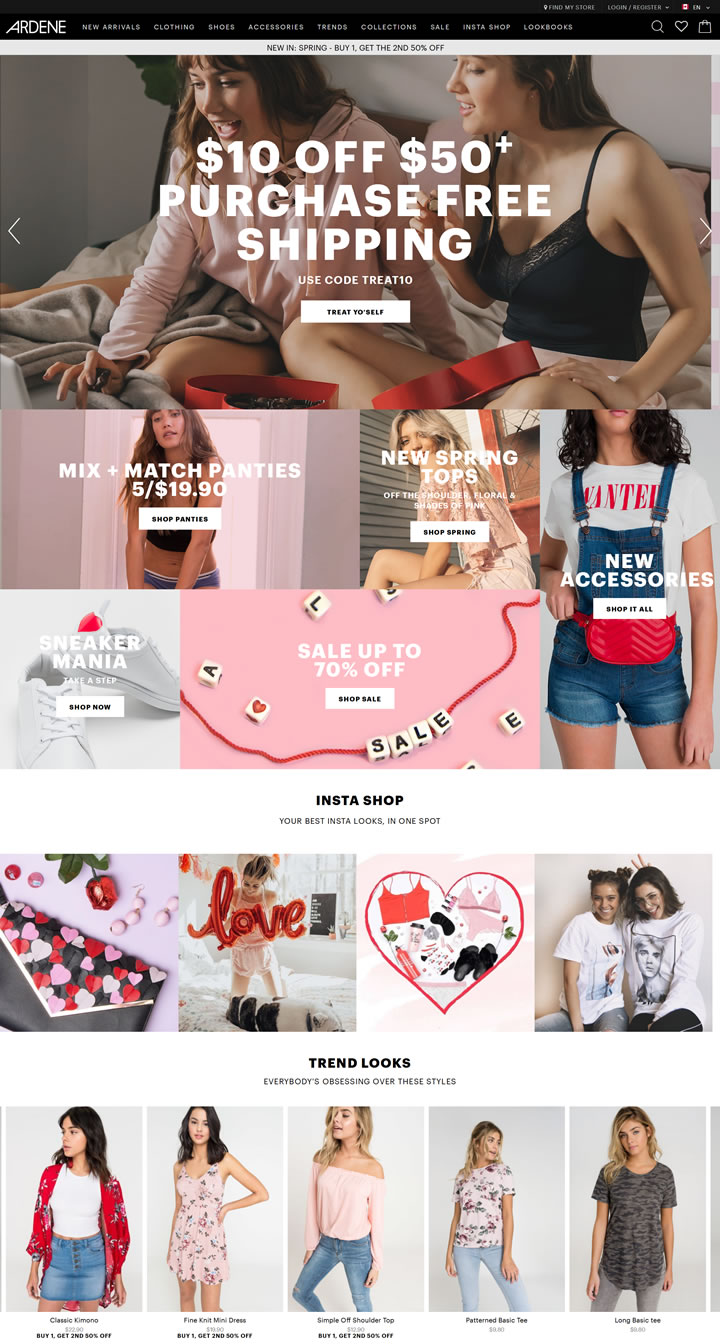 FIND MY STORE LOGIN / REGISTER EN
ARDENE NEW ARRIVALS CLOTHING SHOES ACCESSORIES TRENDS COLLECTIONS SALE INSTA SHOP LOOKBOOKS
NEW IN: SPRING - BUY 1, GET THE 2ND 50% OFF
$10 OFF $50+
PURCHASE FREE
SHIPPING
USE CODE TREAT10
TREAT YO'SELF
MIX + MATCH PANTIES
5/$19.90
SHOP PANTIES
NEW SPRING
TOPS
OFF THE SHOULDER, FLORAL &
SHADES OF PINK
SHOP SPRING
WANTED
NEW
ACCESSORIES
SHOP IT ALL
SNEAKER
MANIA
TAKE A STEP
SHOP NOW
L
A
SALE UP TO
70% OFF
SHOP SALE
SALE
E
INSTA SHOP
YOUR BEST INSTA LOOKS, IN ONE SPOT
love
TREND LOOKS
EVERYBODY'S OBSESSING OVER THESE STYLES
Classic Kimono
$22.90
BUY 1, GET 2ND 50% OFF
Fine Knit Mini Dress
$19.90
BUY 1, GET 2ND 50% OFF
Simple Off Shoulder Top
$12.90
BUY 1, GET 2ND 50% OFF
Patterned Basic Tee
$9.80
Long Basic tee
$9.80